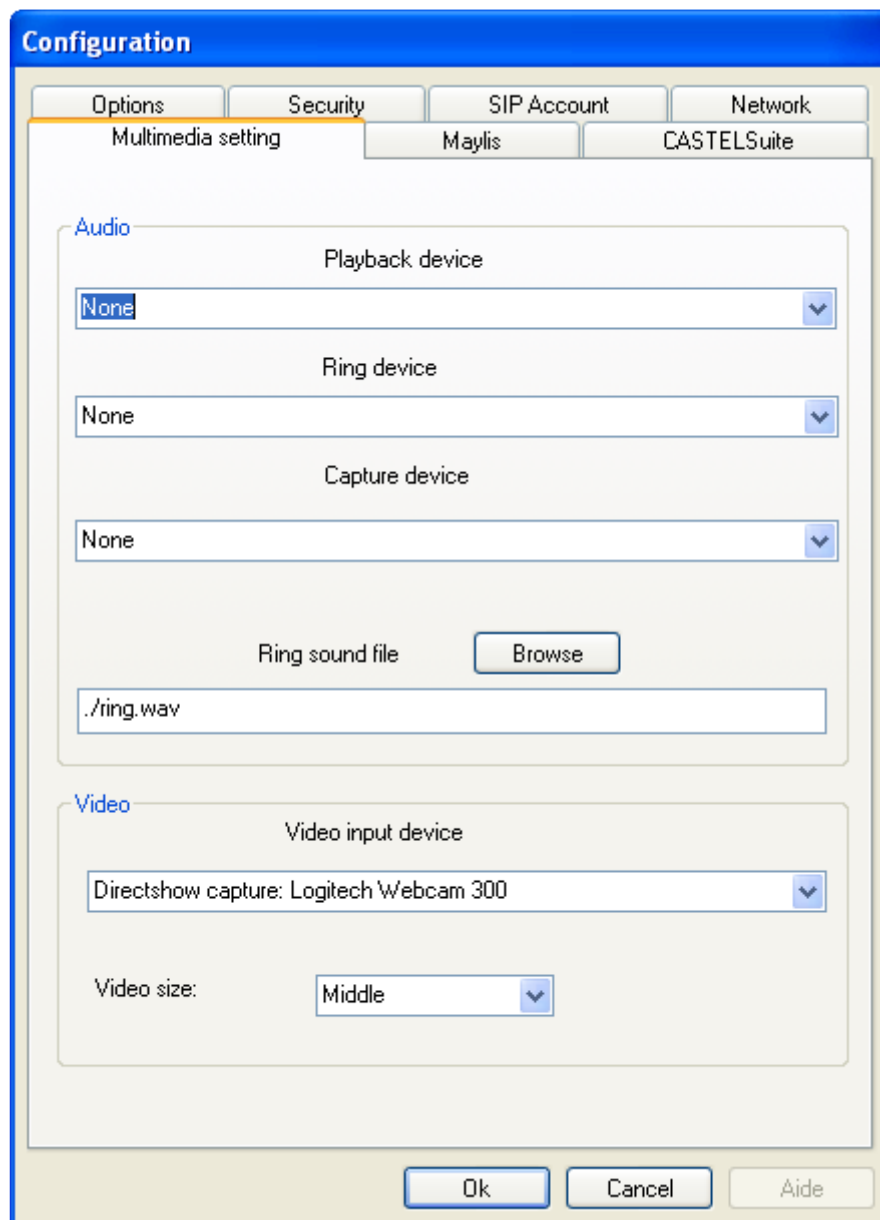 Configuration
Options Security SIP Account Network
Multimedia setting Maylis CASTELSuite
Audio
Playback device
None
Ring device
None
Capture device
None
Ring sound file Browse
./ring.wav
Video
Video input device
Directshow capture: Logitech Webcam 300
Video size: Middle
Ok Cancel Aide